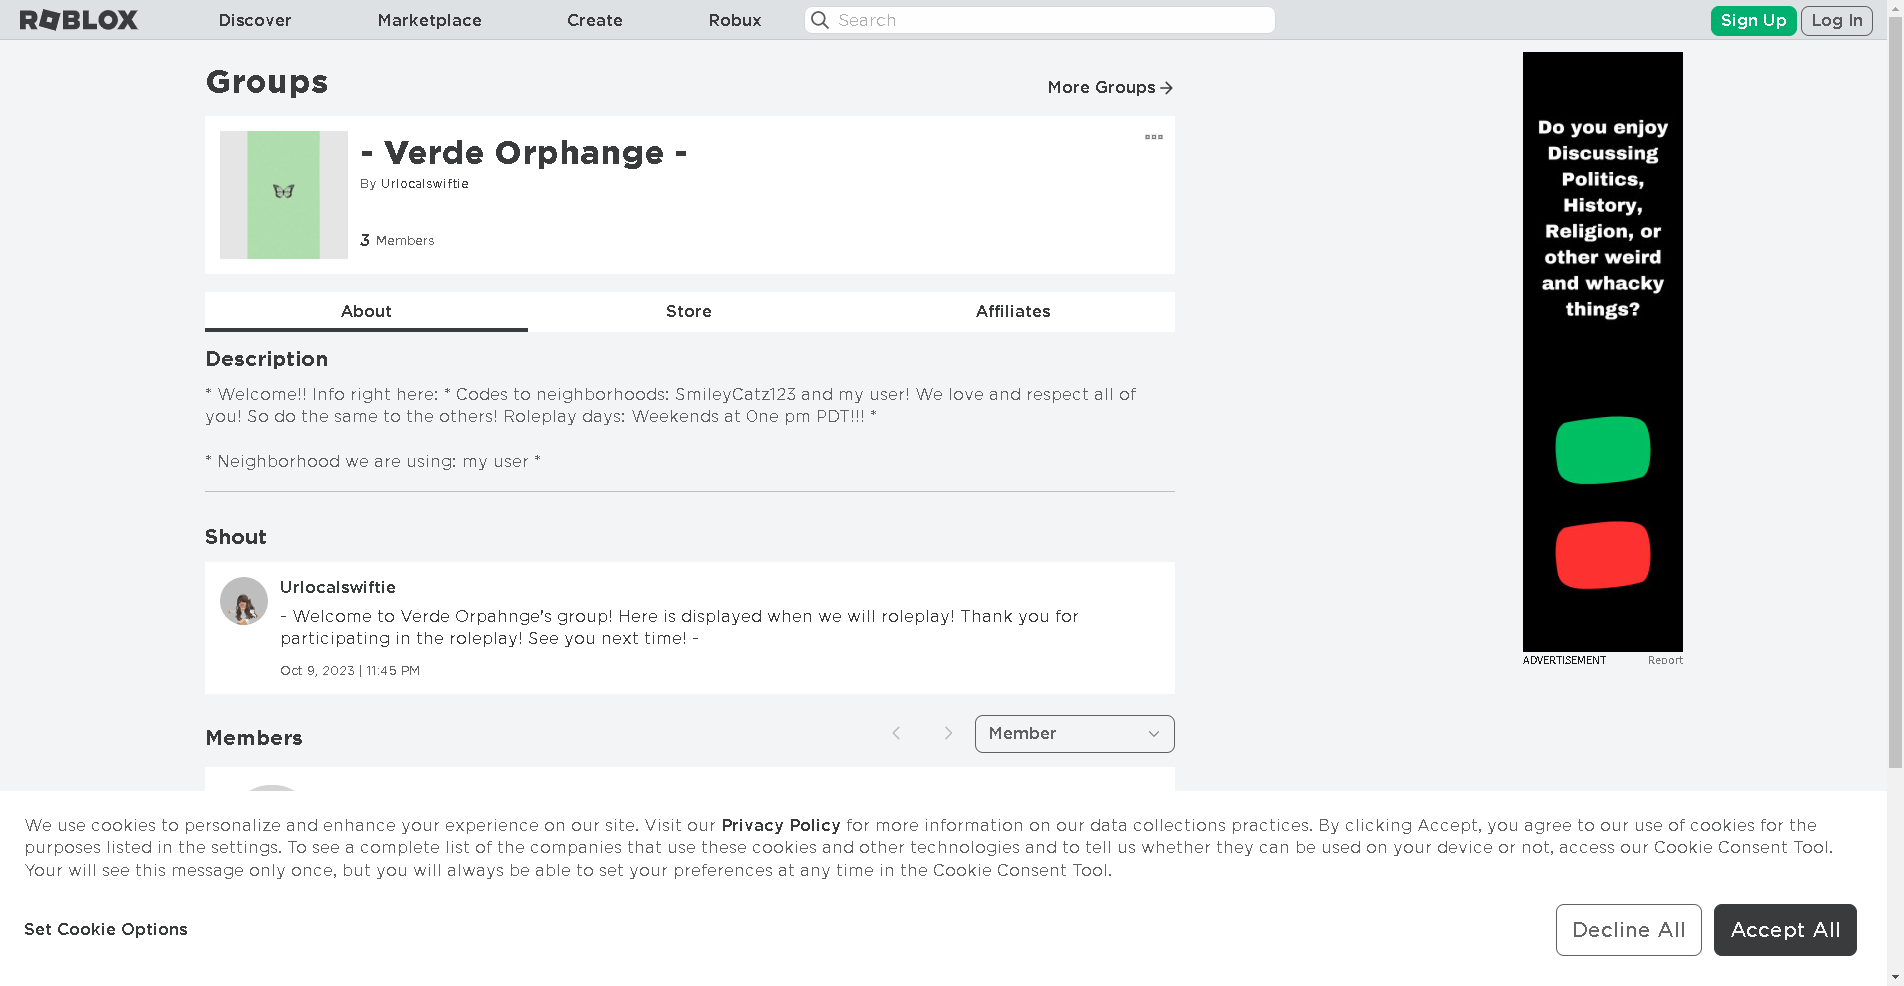 ROBLOX
Discover
Marketplace
Create
Robux
Search
Sign Up
Log In
Groups
More Groups
- Verde Orphange -
By Urlocalswiftie
3 Members
About
Store
Affiliates
Description
* Welcome!! Info right here: * Codes to neighborhoods: SmileyCatz123 and my user! We love and respect all of
you! So do the same to the others! Roleplay days: Weekends at One pm PDT!!! *
* Neighborhood we are using: my user *
Shout
Urlocalswiftie
- Welcome to Verde Orpahnge's group! Here is displayed when we will roleplay! Thank you for
participating in the roleplay! See you next time! -
Oct 9, 2023 | 11:45 PM
Members
Member
Do you enjoy
Discussing
Politics,
History,
Religion, or
other weird
and whacky
things?
ADVERTISEMENT
Report
We use cookies to personalize and enhance your experience on our site. Visit our Privacy Policy for more information on our data collections practices. By clicking Accept, you agree to our use of cookies for the
purposes listed in the settings. To see a complete list of the companies that use these cookies and other technologies and to tell us whether they can be used on your device or not, access our Cookie Consent Tool.
Your will see this message only once, but you will always be able to set your preferences at any time in the Cookie Consent Tool.
Set Cookie Options
Decline All
Accept All